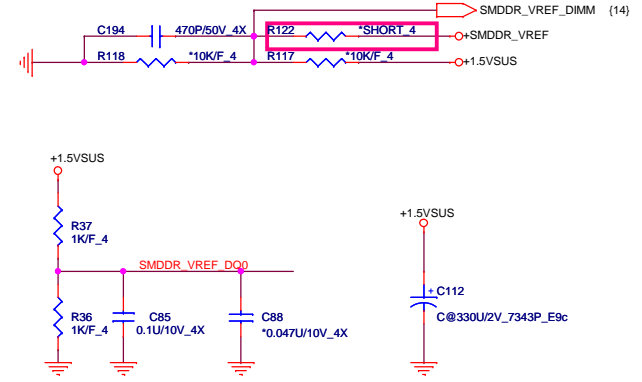 SMDDR_VREF_DIMM {14}
C194 470P/50V_4X R122 *SHORT_4 +SMDDR_VREF
R118 *10K/F_4 R117 *10K/F_4 +1.5VSUS
+1.5VSUS
R37
1K/F_4
SMDDR_VREF_DQ0
R36
1K/F_4
C85
0.1U/10V_4X
C88
*0.047U/10V_4X
+1.5VSUS
+ C112
C@330U/2V_7343P_E9c